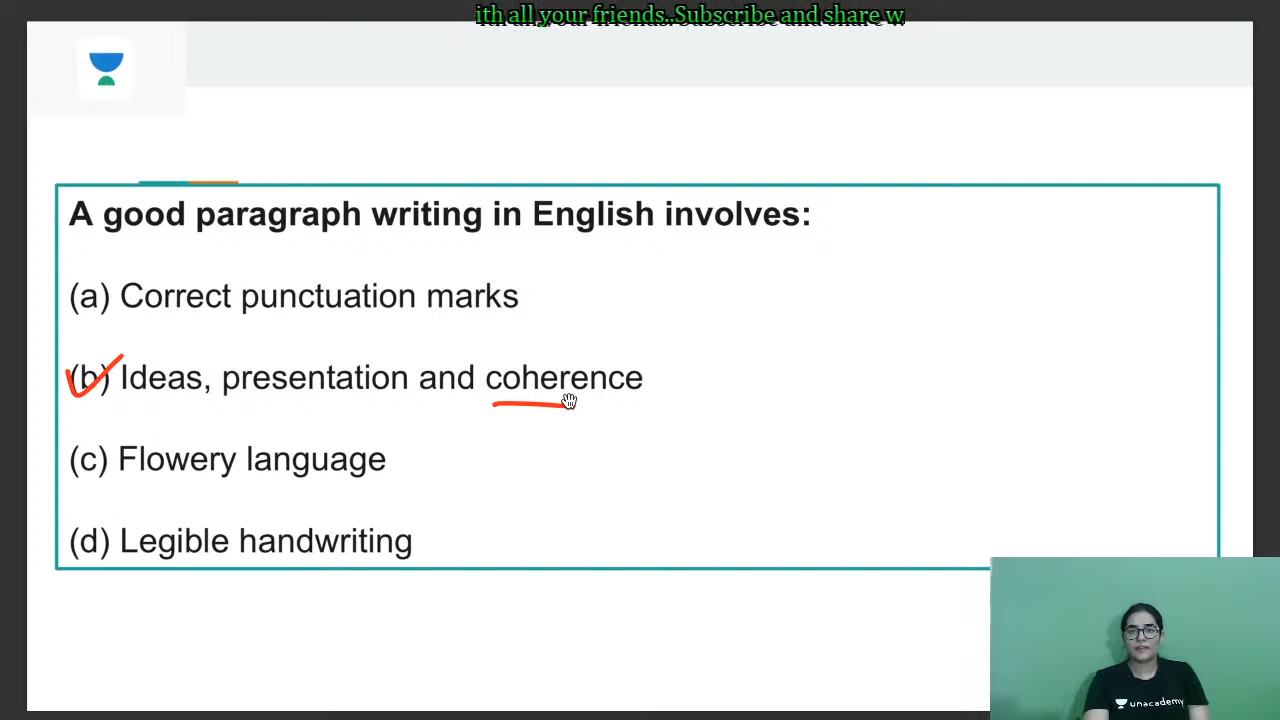 ith all your friends..Subscribe and share w
A good paragraph writing in English involves:
(a) Correct punctuation marks
(b) Ideas, presentation and coherence
(c) Flowery language
(d) Legible handwriting
unacademy